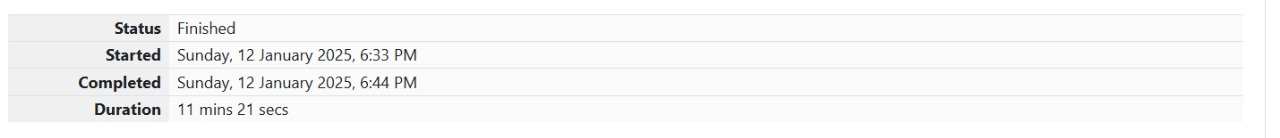 Status Finished
Started Sunday, 12 January 2025, 6:33 PM
Completed Sunday, 12 January 2025, 6:44 PM
Duration 11 mins 21 secs